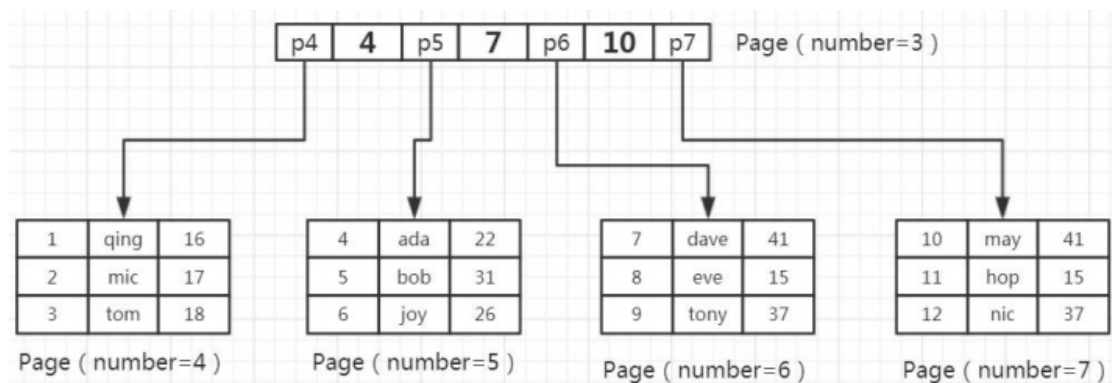 p4 4 p5 7 p6 10 p7 Page ( number=3 )
1 qing 16
2 mic 17
3 tom 18
Page ( number=4 )
4 ada 22
5 bob 31
6 joy 26
Page ( number=5 )
7 dave 41
8 eve 15
9 tony 37
Page ( number=6 )
10 may 41
11 hop 15
12 nic 37
Page ( number=7 )